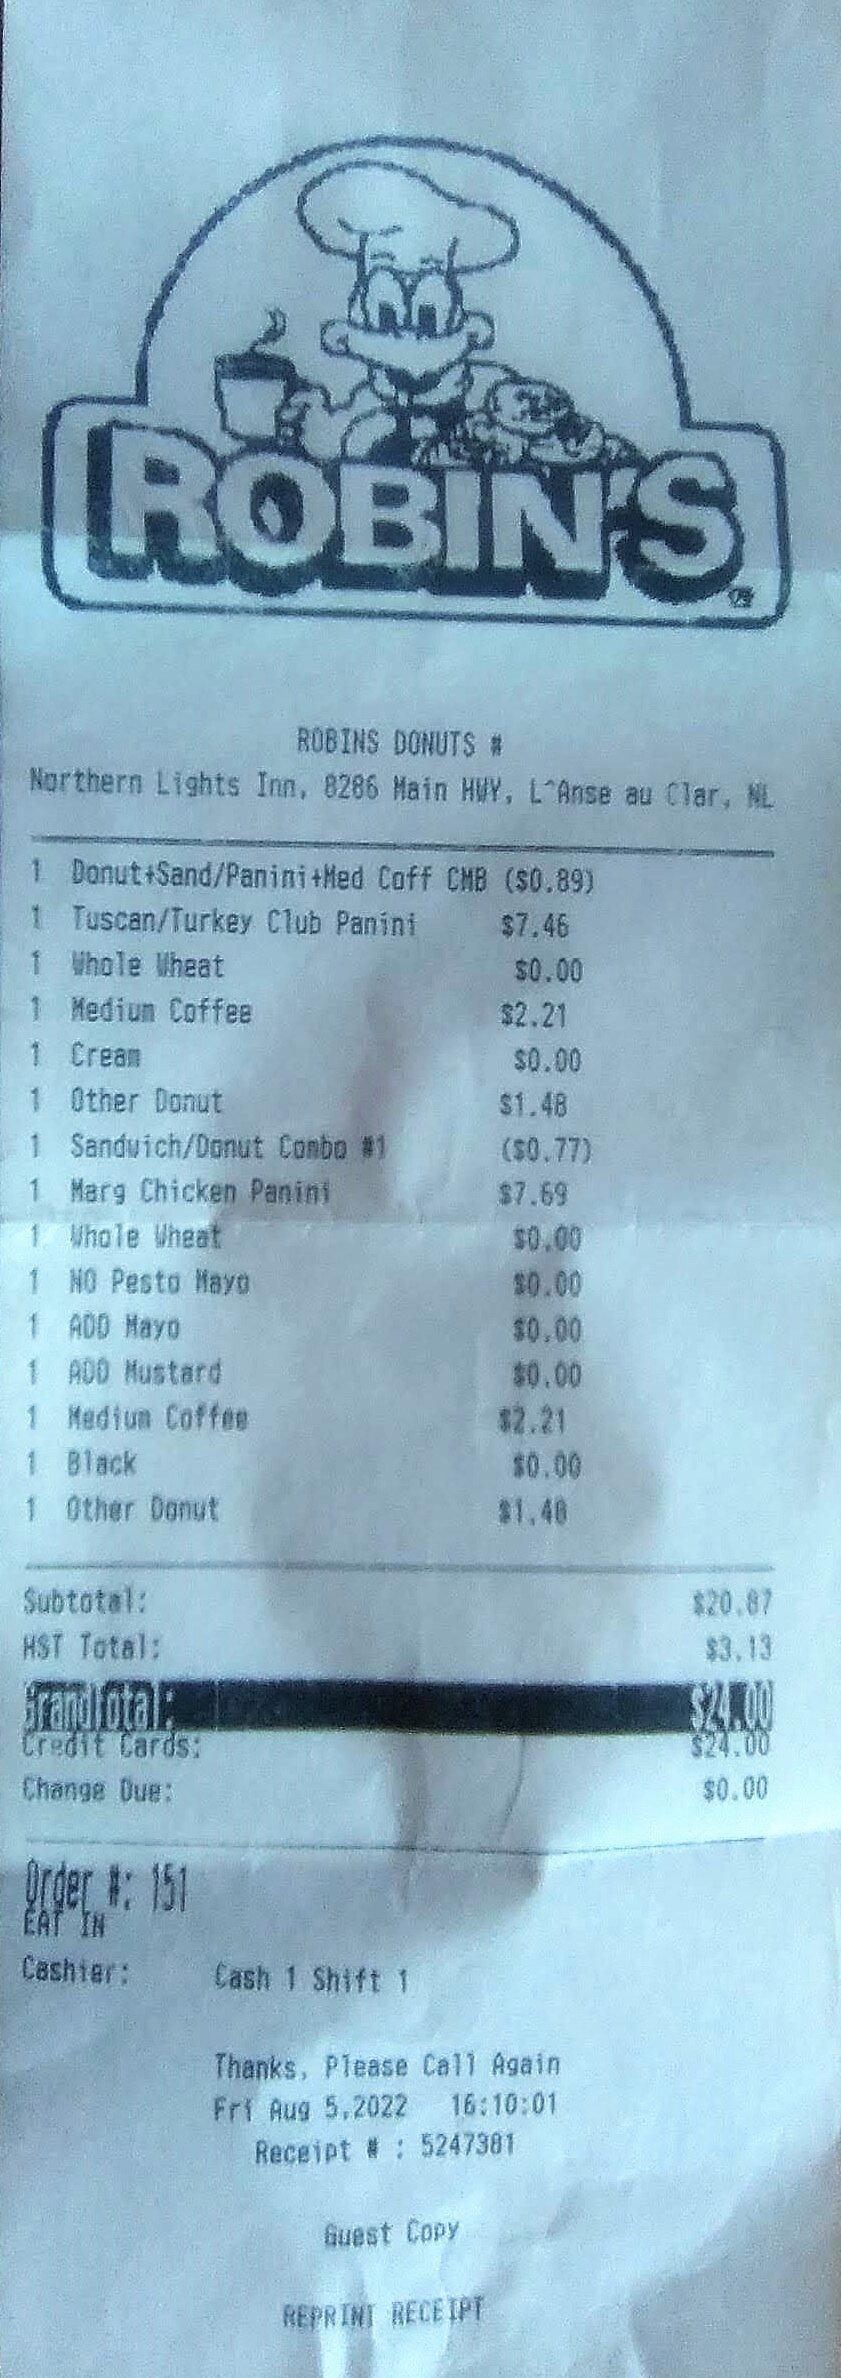 ROBIN'S
ROBINS DONUTS #
Northern Lights Inn, 8286 Main HWY, L^Anse au Clar, NL
1 Donut+Sand/Panini+Med Coff CMB ($0.89)
1 Tuscan/Turkey Club Panini $7.46
1 Whole Wheat $0.00
1 Medium Coffee $2.21
1 Cream $0.00
1 Other Donut $1.48
1 Sandwich/Donut Combo #1 ($0.77)
1 Marg Chicken Panini $7.69
1 Whole Wheat $0.00
1 NO Pesto Mayo $0.00
1 ADD Mayo $0.00
1 ADD Mustard $0.00
1 Medium Coffee $2.21
1 Black $0.00
1 Other Donut $1.48
Subtotal: $20.87
HST Total: $3.13
GrandTotal: $24.00
Credit Cards: $24.00
Change Due: $0.00
Order #: 151
EAT IN
Cashier: Cash 1 Shift 1
Thanks, Please Call Again
Fri Aug 5,2022 16:10:01
Receipt # : 5247381
Guest Copy
REPRINT RECEIPT